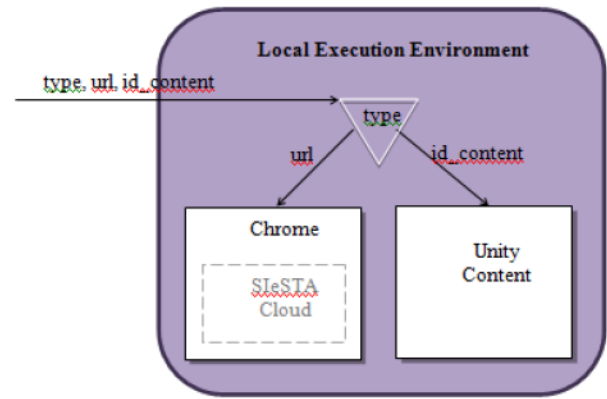 Local Execution Environment
type, url, id_content
type
url
id_content
Chrome
SIeSTA
Cloud
Unity
Content